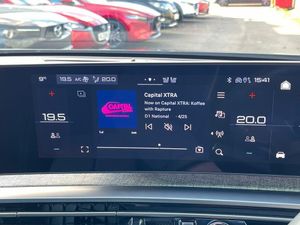 9°
19.5 A/C 20.0
15:41
Capital XTRA
Now on Capital XTRA: Koffee
with Rapture
D1 National · 4/25
CAPITAL
19.5
20.0